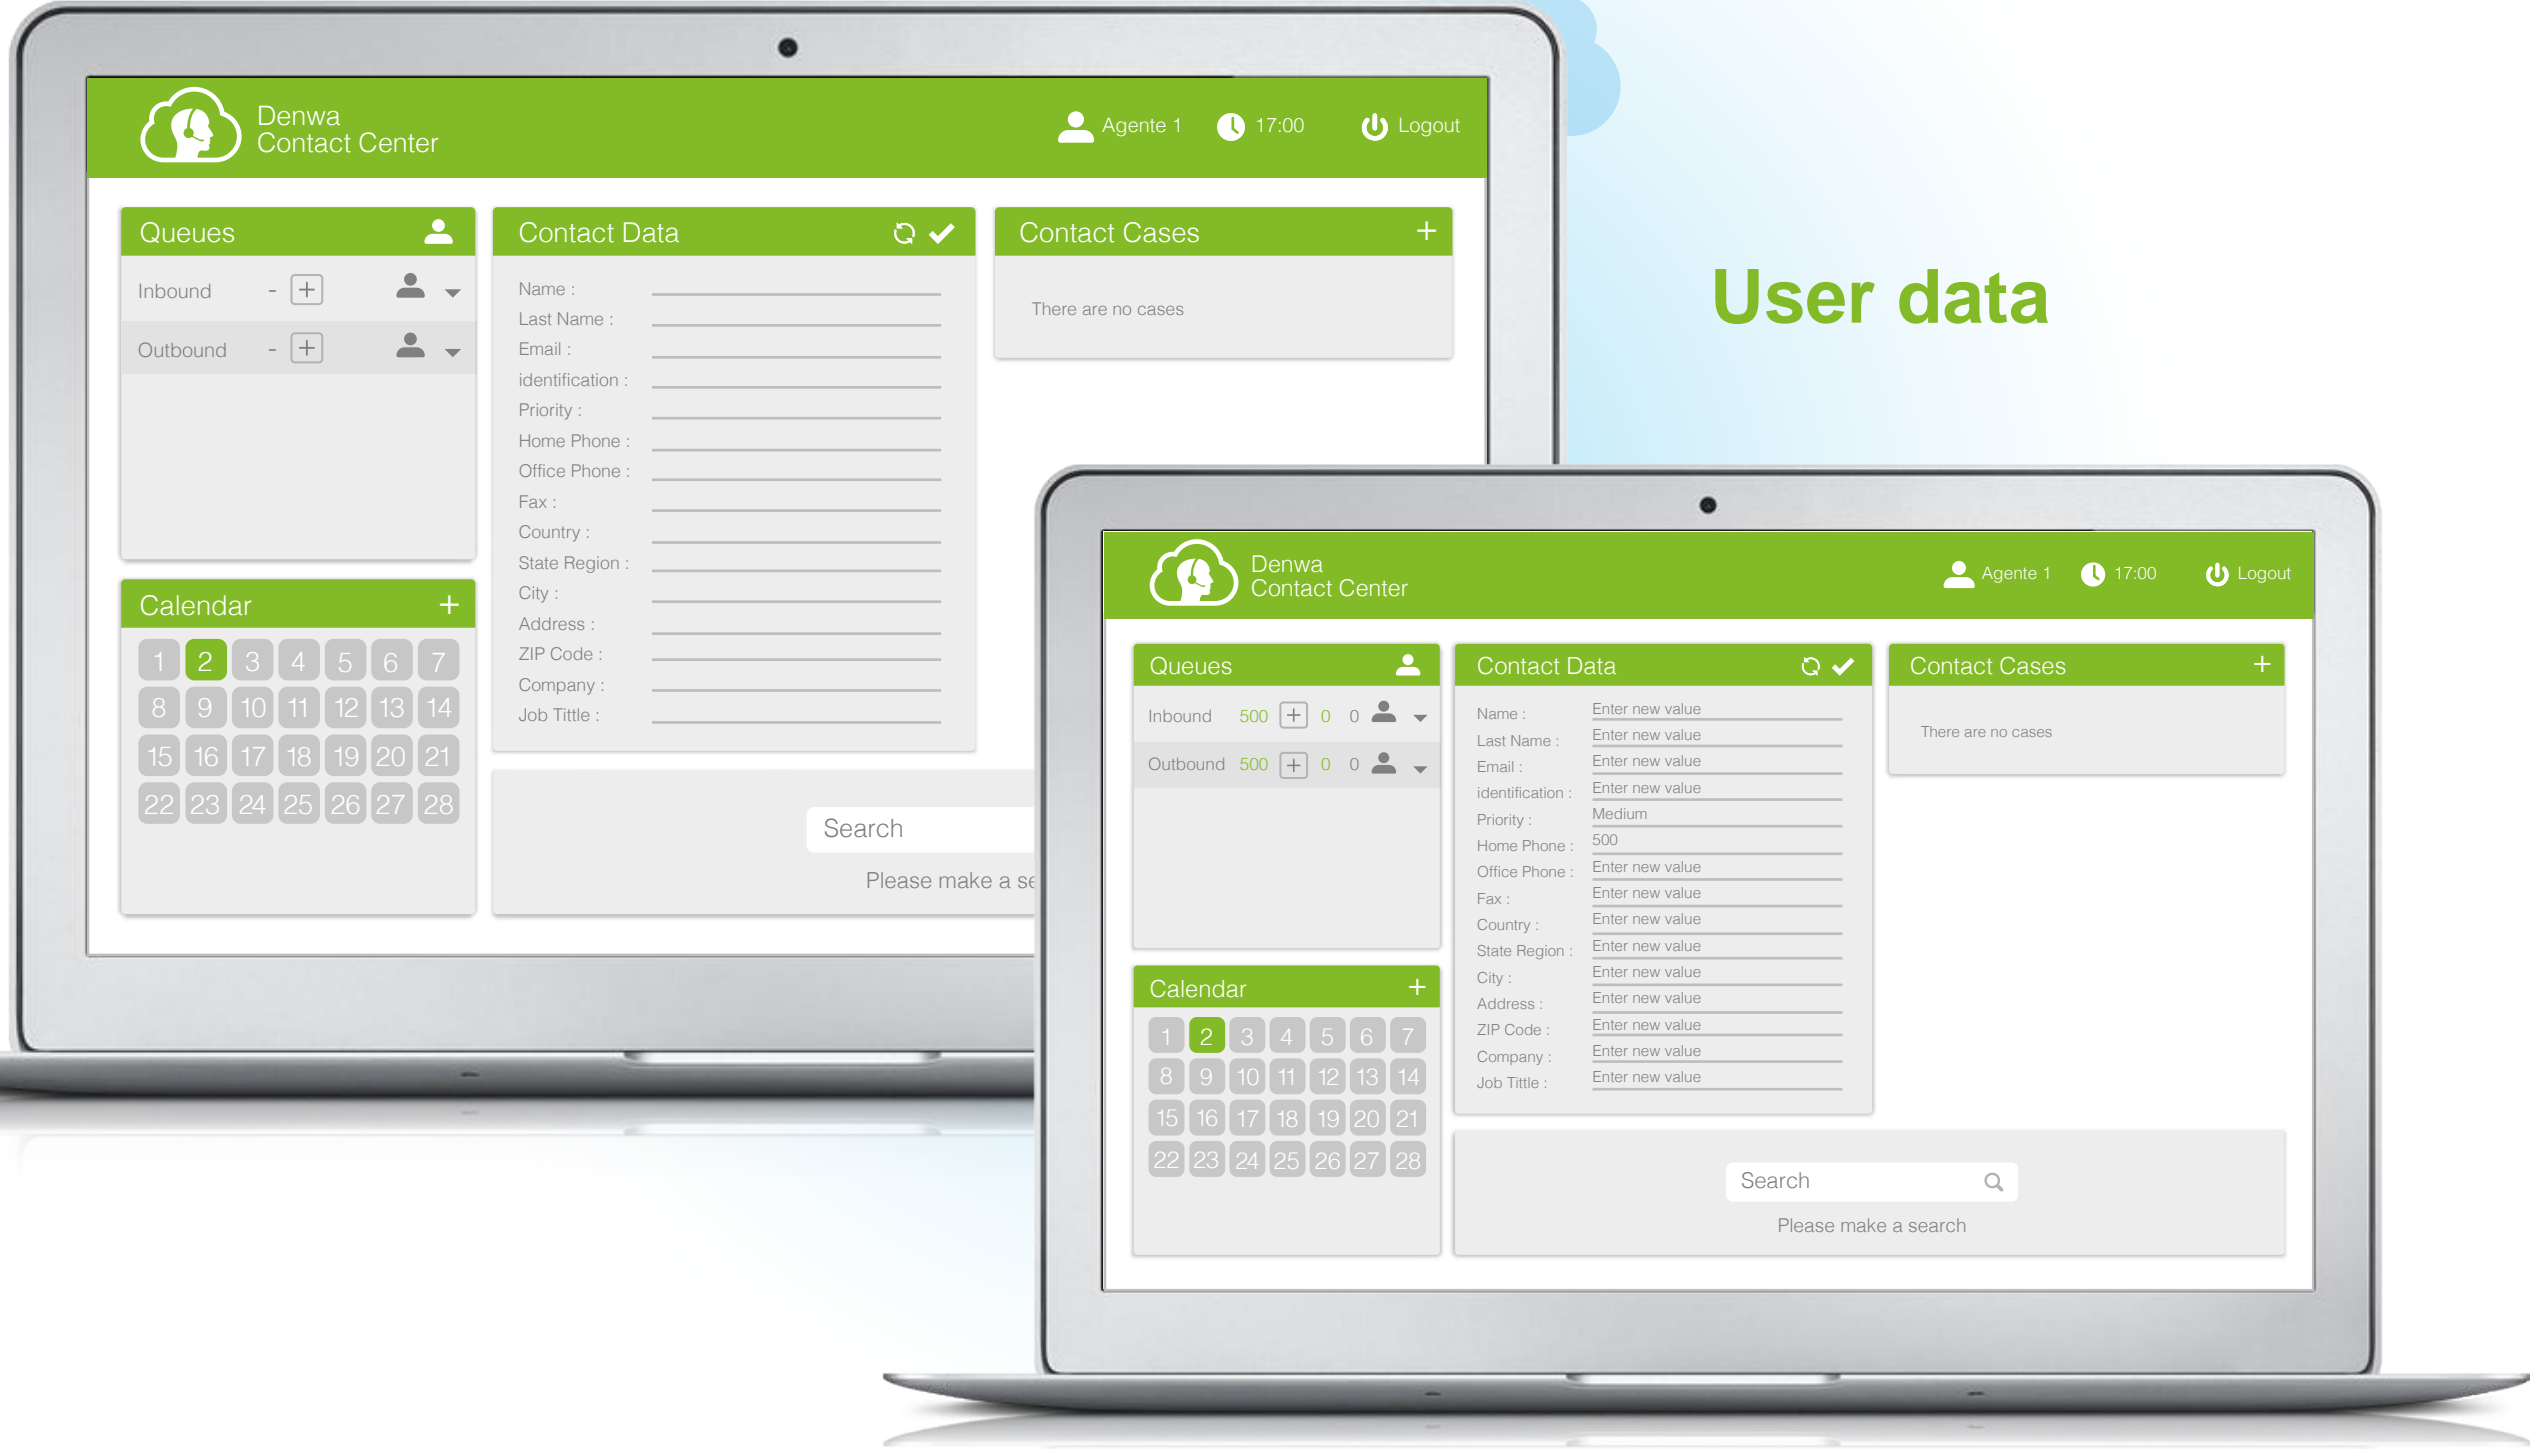 Denwa
Contact Center
Agente 1
17:00
Logout
Queues
Inbound - +
Outbound - +
Calendar +
1 2 3 4 5 6 7
8 9 10 11 12 13 14
15 16 17 18 19 20 21
22 23 24 25 26 27 28
Contact Data
Name :
Last Name :
Email :
identification :
Priority :
Home Phone :
Office Phone :
Fax :
Country :
State Region :
City :
Address :
ZIP Code :
Company :
Job Tittle :
Contact Cases +
There are no cases
Search
Please make a se
User data
Denwa
Contact Center
Agente 1
17:00
Logout
Queues
Inbound 500 + 0 0
Outbound 500 + 0 0
Calendar +
1 2 3 4 5 6 7
8 9 10 11 12 13 14
15 16 17 18 19 20 21
22 23 24 25 26 27 28
Contact Data
Name : Enter new value
Last Name : Enter new value
Email : Enter new value
identification : Enter new value
Priority : Medium
Home Phone : 500
Office Phone : Enter new value
Fax : Enter new value
Country : Enter new value
State Region : Enter new value
City : Enter new value
Address : Enter new value
ZIP Code : Enter new value
Company : Enter new value
Job Tittle : Enter new value
Contact Cases +
There are no cases
Search
Please make a search